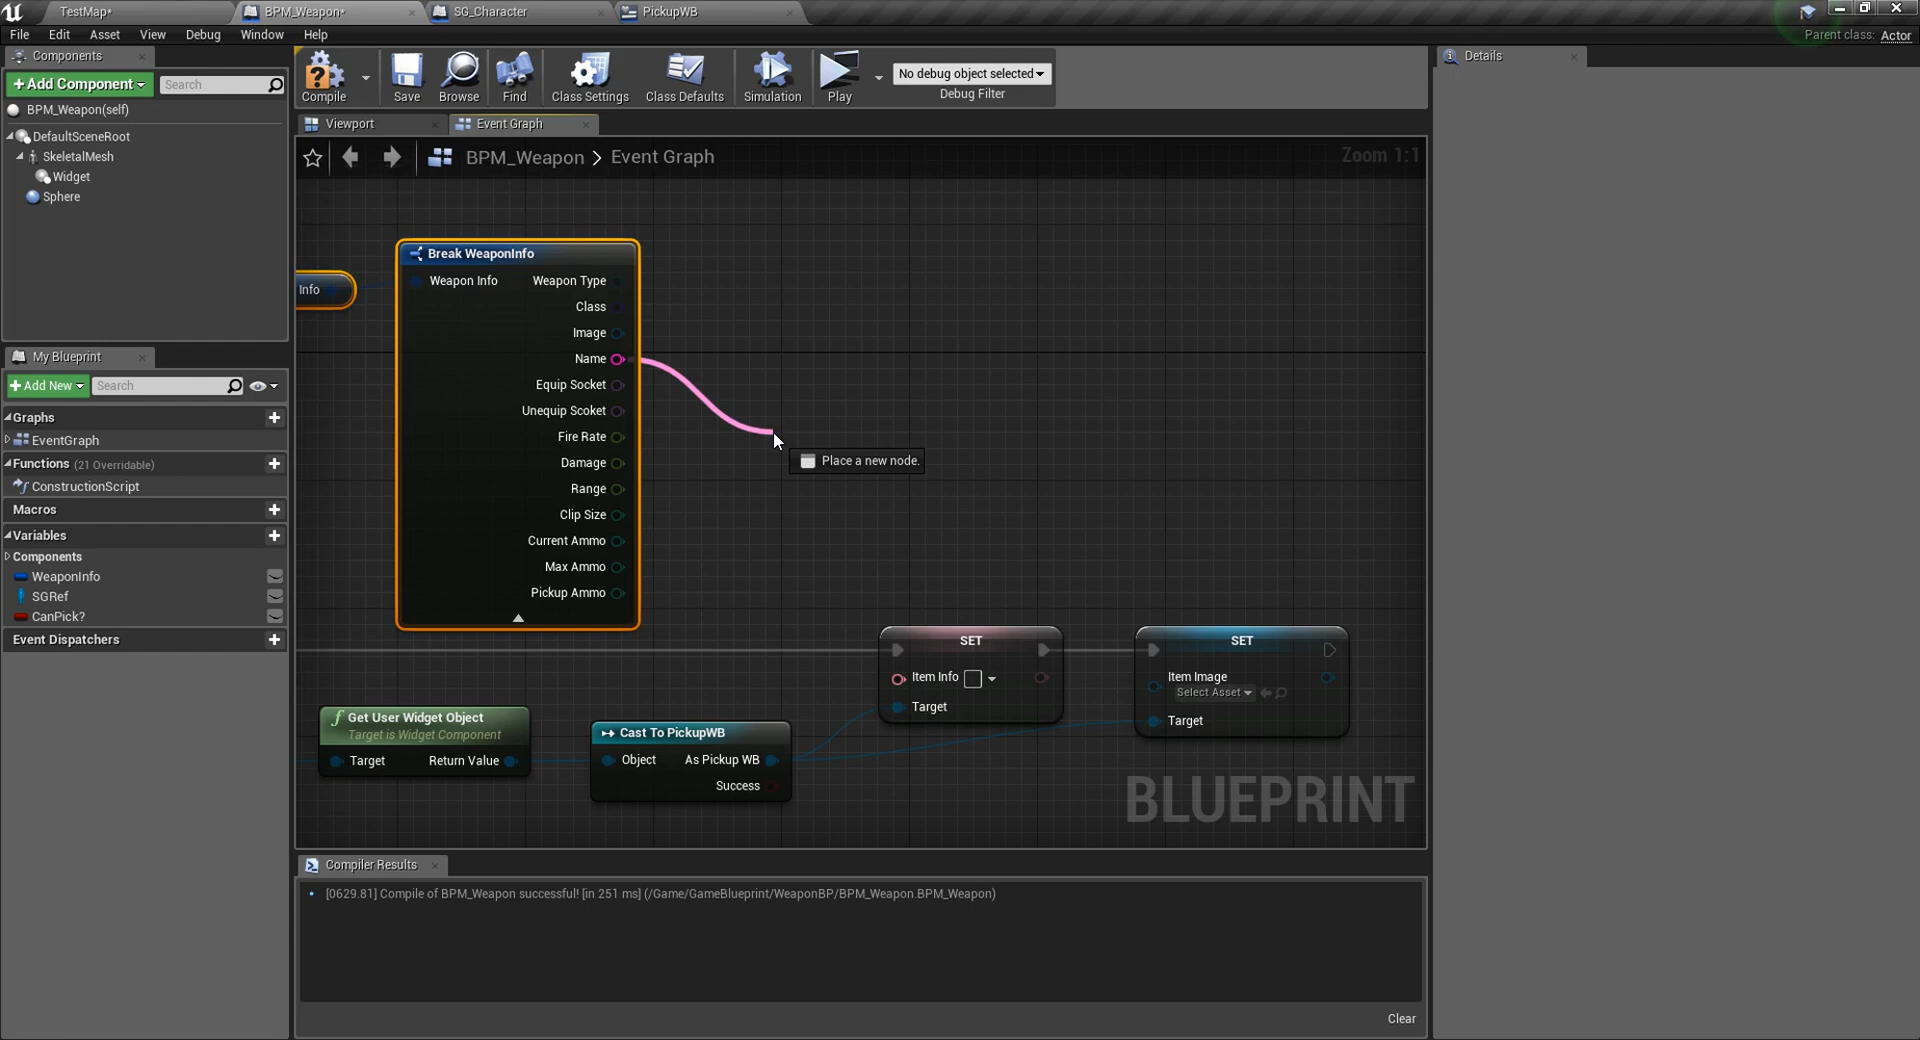 TestMap*
BPM_Weapon*
SG_Character
PickupWB
File Edit Asset View Debug Window Help
Parent class: Actor
Components
+Add Component
Search
BPM_Weapon(self)
DefaultSceneRoot
SkeletalMesh
Widget
Sphere
My Blueprint
+Add New
Search
Graphs
EventGraph
Functions (21 Overridable)
ConstructionScript
Macros
Variables
Components
WeaponInfo
SGRef
CanPick?
Event Dispatchers
Compile
Save
Browse
Find
Class Settings
Class Defaults
Simulation
Play
No debug object selected
Debug Filter
Viewport
Event Graph
BPM_Weapon > Event Graph
Zoom 1:1
Info
Break WeaponInfo
Weapon Info Weapon Type
Class
Image
Name
Equip Socket
Unequip Scoket
Fire Rate
Damage
Range
Clip Size
Current Ammo
Max Ammo
Pickup Ammo
Place a new node.
SET
Item Info
Target
SET
Item Image
Select Asset
Target
Get User Widget Object
Target is Widget Component
Target Return Value
Cast To PickupWB
Object As Pickup WB
Success
BLUEPRINT
Compiler Results
[0629.81] Compile of BPM_Weapon successful! [in 251 ms] (/Game/GameBlueprint/WeaponBP/BPM_Weapon.BPM_Weapon)
Clear
Details